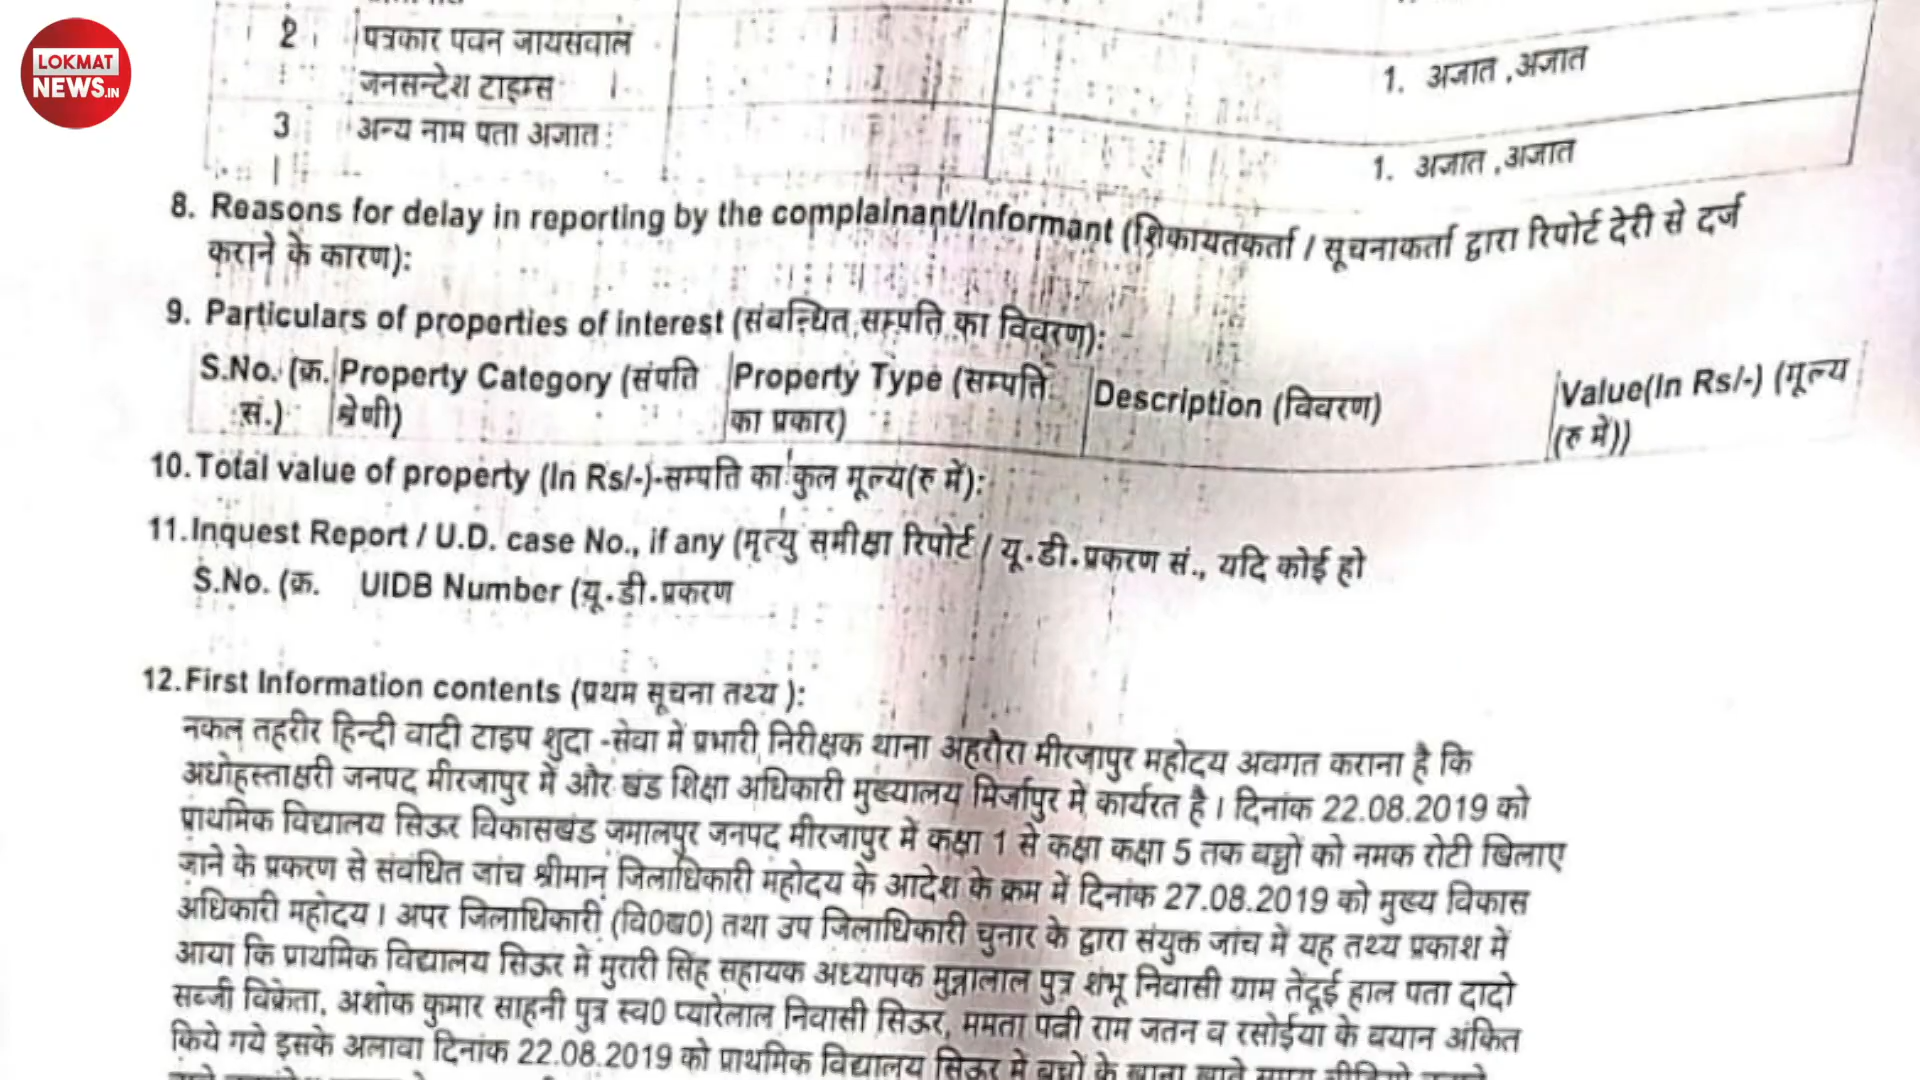 LOKMAT
NEWS.IN
2 पत्रकार पवन जायसवाल
जनसन्देश टाइम्स
1. अज्ञात ,अज्ञात
3 अन्य नाम पता अज्ञात
1. अज्ञात ,अज्ञात
8. Reasons for delay in reporting by the complainant/informant (शिकायतकर्ता / सूचनाकर्ता द्वारा रिपोर्ट देरी से दर्ज
कराने के कारण):
9. Particulars of properties of interest (संबन्धित सम्पति का विवरण):
S.No. (क्र. Property Category (संपति Property Type (सम्पति Description (विवरण) Value(In Rs/-) (मूल्य
सं.) श्रेणी) का प्रकार) (रु में))
10. Total value of property (In Rs/-)-सम्पति का कुल मूल्य(रु में):
11. Inquest Report / U.D. case No., if any (मृत्यु समीक्षा रिपोर्ट / यू.डी.प्रकरण सं., यदि कोई हो
S.No. (क्र. UIDB Number (यू.डी.प्रकरण
12. First Information contents (प्रथम सूचना तथ्य ):
नकल तहरीर हिन्दी वादी टाइप शुदा -सेवा में प्रभारी निरीक्षक थाना अहरौरा मीरजापुर महोदय अवगत कराना है कि
अधोहस्ताक्षरी जनपद मीरजापुर में और खंड शिक्षा अधिकारी मुख्यालय मिर्जापुर में कार्यरत है । दिनांक 22.08.2019 को
प्राथमिक विद्यालय सिऊर विकासखंड जमालपुर जनपद मीरजापुर में कक्षा 1 से कक्षा कक्षा 5 तक बच्चों को नमक रोटी खिलाए
जाने के प्रकरण से संबंधित जांच श्रीमान जिलाधिकारी महोदय के आदेश के क्रम में दिनांक 27.08.2019 को मुख्य विकास
अधिकारी महोदय । अपर जिलाधिकारी (वि0ख0) तथा उप जिलाधिकारी चुनार के द्वारा संयुक्त जांच में यह तथ्य प्रकाश में
आया कि प्राथमिक विद्यालय सिऊर में मुरारी सिंह सहायक अध्यापक मुन्नालाल पुत्र शंभू निवासी ग्राम तेंदूई हाल पता दादो
सब्जी विक्रेता, अशोक कुमार साहनी पुत्र स्व0 प्यारेलाल निवासी सिऊर, ममता पत्नी राम जतन व रसोईया के बयान अंकित
किये गये इसके अलावा दिनांक 22.08.2019 को प्राथमिक विद्यालय सिऊर में बच्चों के खाना खाते समय